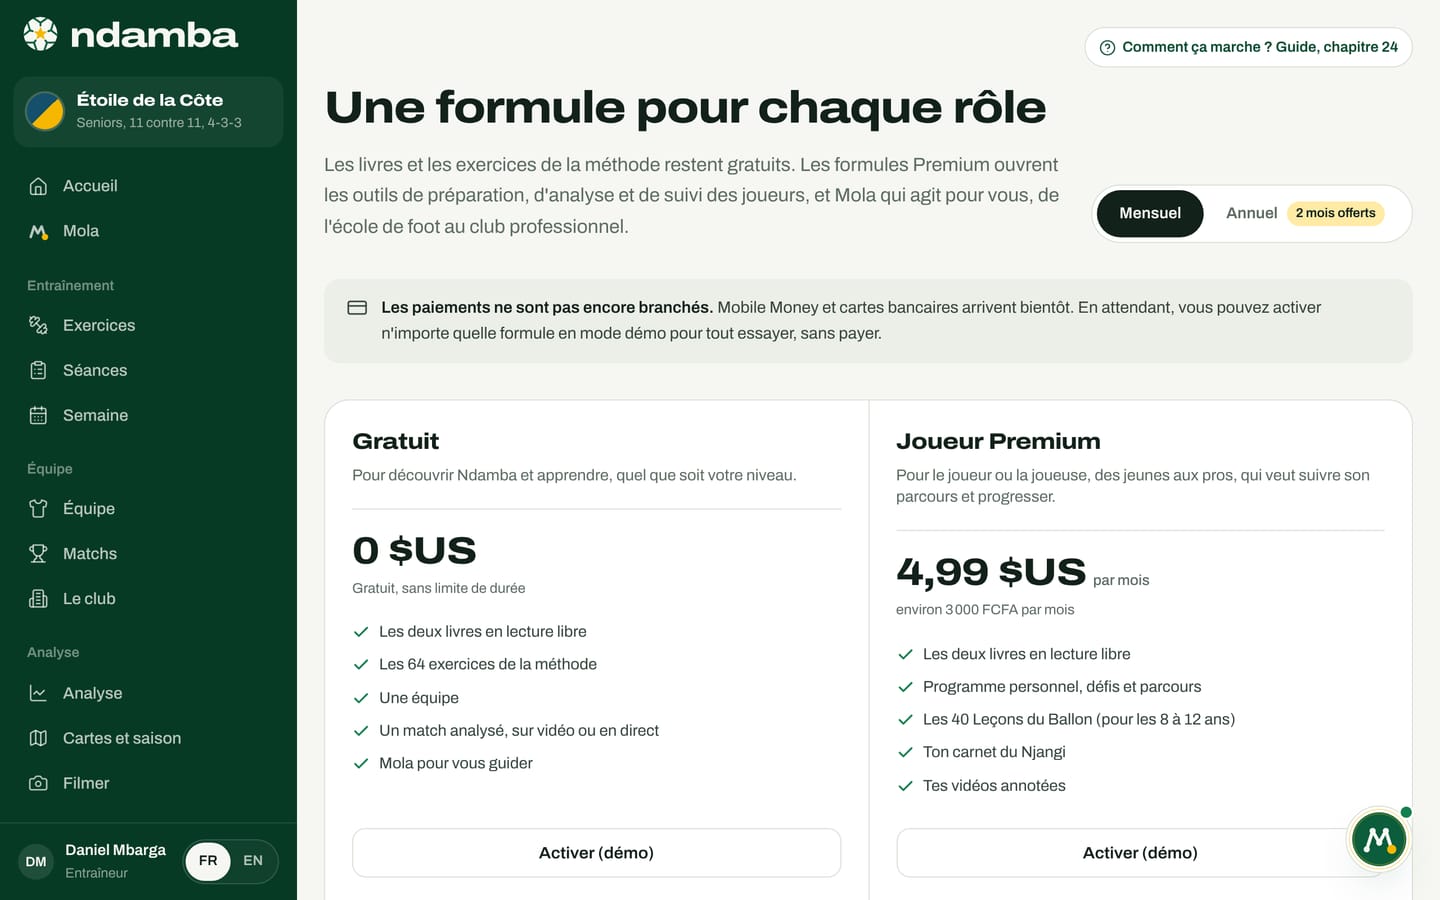 ndamba
Étoile de la Côte
Seniors, 11 contre 11, 4-3-3
Accueil
Mola
Entraînement
Exercices
Séances
Semaine
Équipe
Équipe
Matchs
Le club
Analyse
Analyse
Cartes et saison
Filmer
DM
Daniel Mbarga
Entraîneur
FR
EN
Comment ça marche ? Guide, chapitre 24
Une formule pour chaque rôle
Les livres et les exercices de la méthode restent gratuits. Les formules Premium ouvrent
les outils de préparation, d'analyse et de suivi des joueurs, et Mola qui agit pour vous, de
l'école de foot au club professionnel.
Mensuel
Annuel
2 mois offerts
Les paiements ne sont pas encore branchés. Mobile Money et cartes bancaires arrivent bientôt. En attendant, vous pouvez activer
n'importe quelle formule en mode démo pour tout essayer, sans payer.
Gratuit
Pour découvrir Ndamba et apprendre, quel que soit votre niveau.
0 $US
Gratuit, sans limite de durée
Les deux livres en lecture libre
Les 64 exercices de la méthode
Une équipe
Un match analysé, sur vidéo ou en direct
Mola pour vous guider
Activer (démo)
Joueur Premium
Pour le joueur ou la joueuse, des jeunes aux pros, qui veut suivre son
parcours et progresser.
4,99 $US par mois
environ 3 000 FCFA par mois
Les deux livres en lecture libre
Programme personnel, défis et parcours
Les 40 Leçons du Ballon (pour les 8 à 12 ans)
Ton carnet du Njangi
Tes vidéos annotées
Activer (démo)